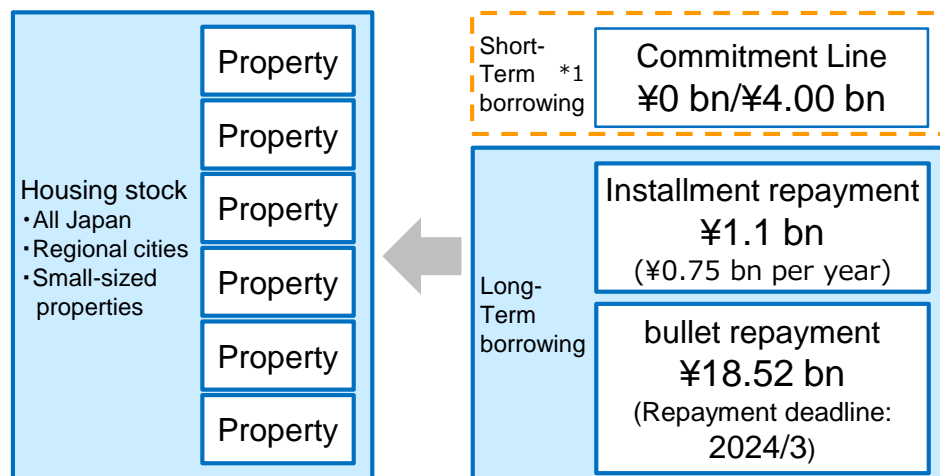 Housing stock
・All Japan
・Regional cities
・Small-sized
properties
Property
Property
Property
Property
Property
Property
Short-
Term *1
borrowing
Commitment Line
¥0 bn/¥4.00 bn
Long-
Term
borrowing
Installment repayment
¥1.1 bn
(¥0.75 bn per year)
bullet repayment
¥18.52 bn
(Repayment deadline:
2024/3)